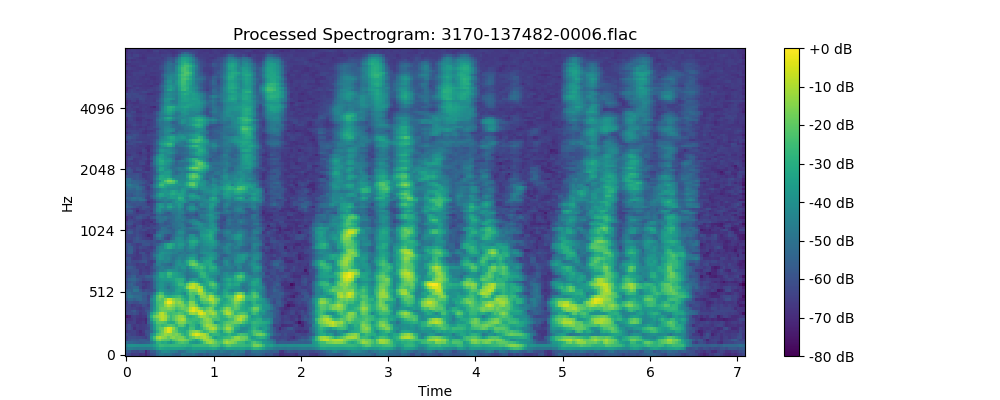 Processed Spectrogram: 3170-137482-0006.flac
Hz
4096
2048
1024
512
0
0 1 2 3 4 5 6 7
Time
+0 dB
-10 dB
-20 dB
-30 dB
-40 dB
-50 dB
-60 dB
-70 dB
-80 dB